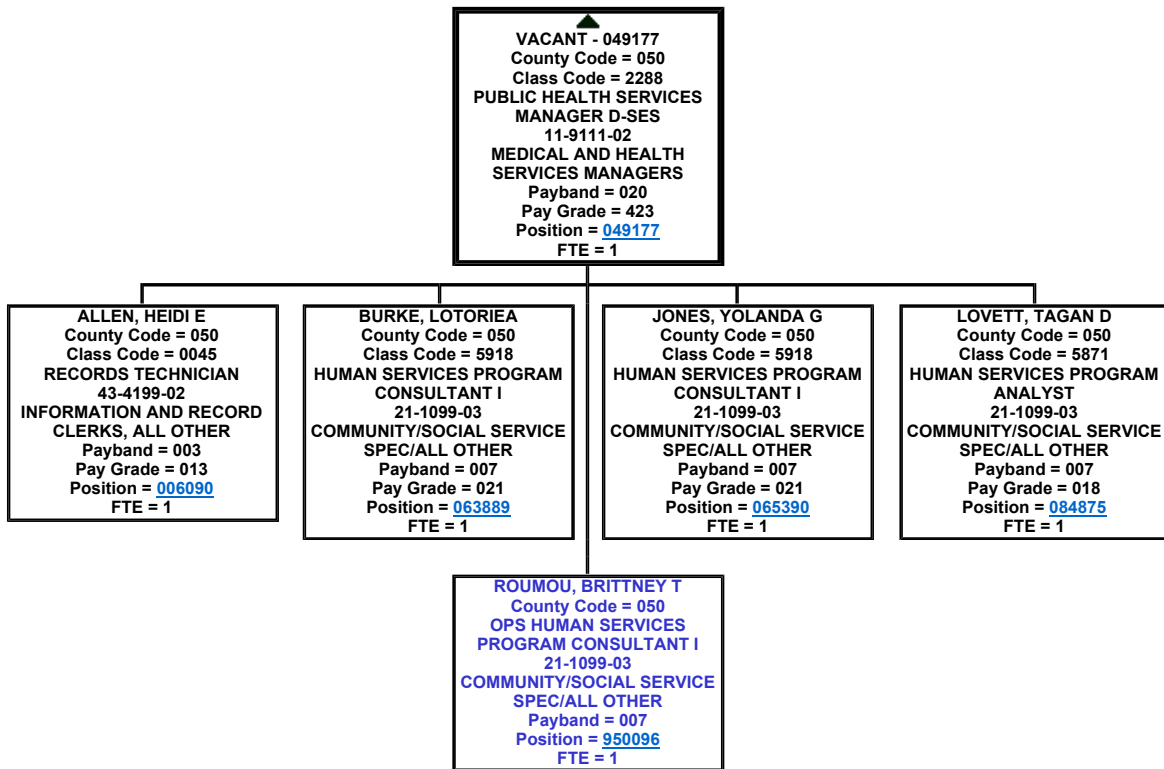 VACANT - 049177
County Code = 050
Class Code = 2288
PUBLIC HEALTH SERVICES
MANAGER D-SES
11-9111-02
MEDICAL AND HEALTH
SERVICES MANAGERS
Payband = 020
Pay Grade = 423
Position = 049177
FTE = 1
ALLEN, HEIDI E
County Code = 050
Class Code = 0045
RECORDS TECHNICIAN
43-4199-02
INFORMATION AND RECORD
CLERKS, ALL OTHER
Payband = 003
Pay Grade = 013
Position = 006090
FTE = 1
BURKE, LOTORIEA
County Code = 050
Class Code = 5918
HUMAN SERVICES PROGRAM
CONSULTANT I
21-1099-03
COMMUNITY/SOCIAL SERVICE
SPEC/ALL OTHER
Payband = 007
Pay Grade = 021
Position = 063889
FTE = 1
JONES, YOLANDA G
County Code = 050
Class Code = 5918
HUMAN SERVICES PROGRAM
CONSULTANT I
21-1099-03
COMMUNITY/SOCIAL SERVICE
SPEC/ALL OTHER
Payband = 007
Pay Grade = 021
Position = 065390
FTE = 1
LOVETT, TAGAN D
County Code = 050
Class Code = 5871
HUMAN SERVICES PROGRAM
ANALYST
21-1099-03
COMMUNITY/SOCIAL SERVICE
SPEC/ALL OTHER
Payband = 007
Pay Grade = 018
Position = 084875
FTE = 1
ROUMOU, BRITTNEY T
County Code = 050
OPS HUMAN SERVICES
PROGRAM CONSULTANT I
21-1099-03
COMMUNITY/SOCIAL SERVICE
SPEC/ALL OTHER
Payband = 007
Position = 950096
FTE = 1